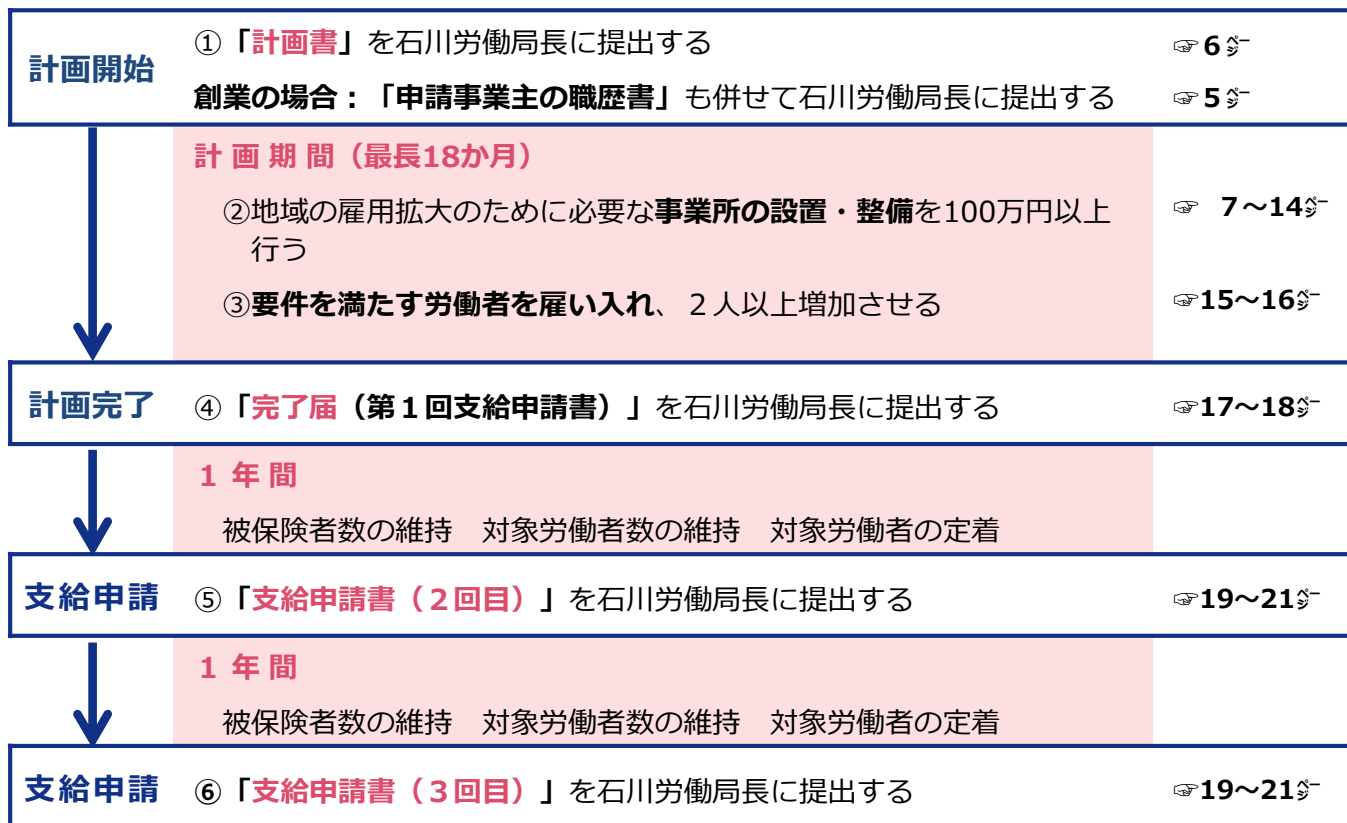 計画開始
①「計画書」を石川労働局長に提出する ☞6㌻
創業の場合:「申請事業主の職歴書」も併せて石川労働局長に提出する ☞5㌻
計 画 期 間(最長18か月)
②地域の雇用拡大のために必要な事業所の設置・整備を100万円以上 ☞ 7~14㌻
行う
③要件を満たす労働者を雇い入れ、2人以上増加させる ☞15~16㌻
計画完了 ④「完了届(第1回支給申請書)」を石川労働局長に提出する ☞17~18㌻
1 年 間
被保険者数の維持 対象労働者数の維持 対象労働者の定着
支給申請 ⑤「支給申請書(2回目)」を石川労働局長に提出する ☞19~21㌻
1 年 間
被保険者数の維持 対象労働者数の維持 対象労働者の定着
支給申請 ⑥「支給申請書(3回目)」を石川労働局長に提出する ☞19~21㌻